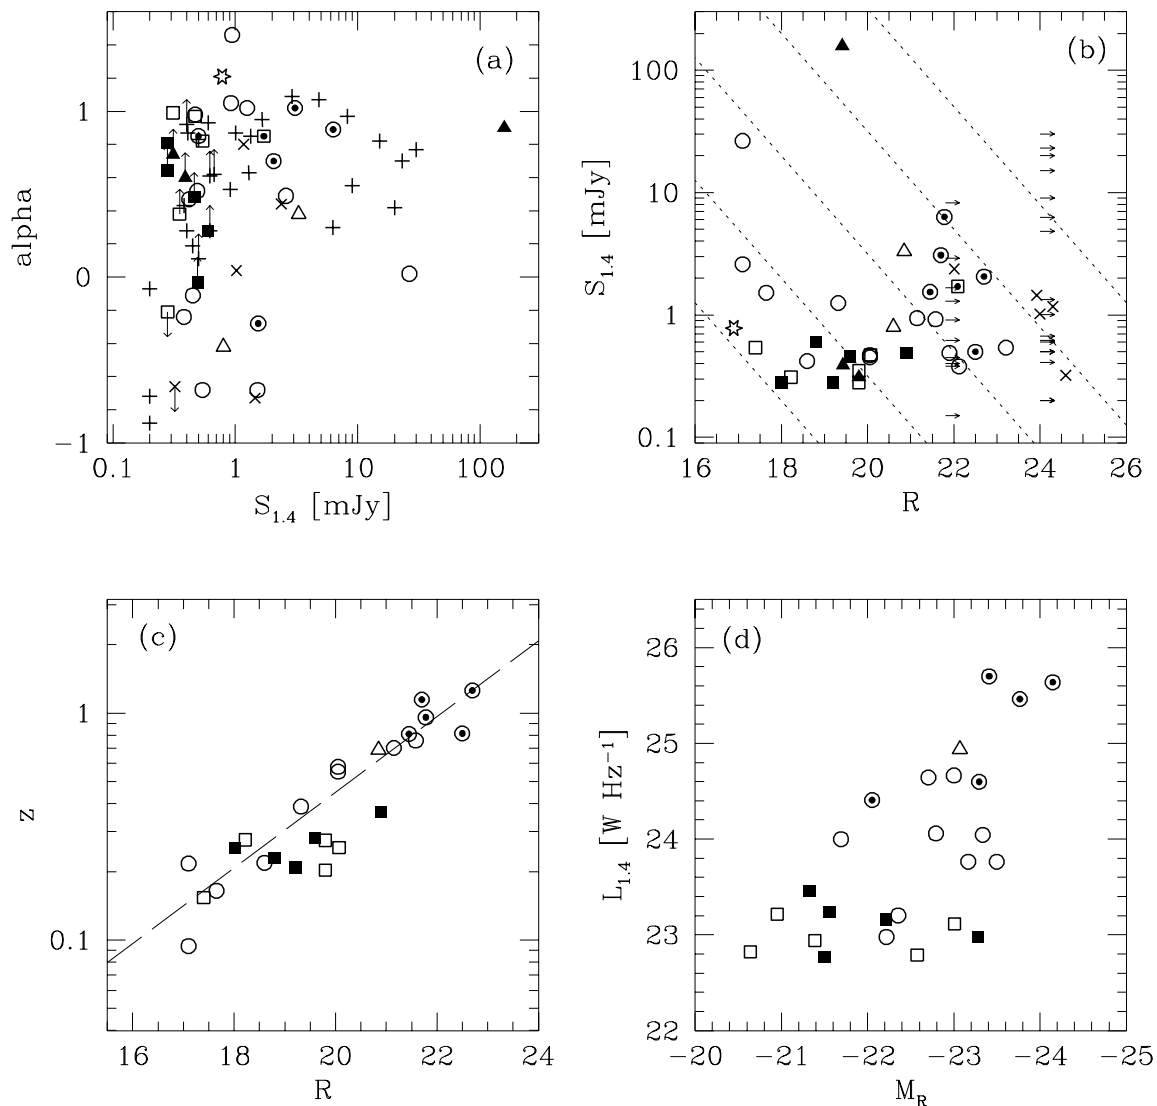 (a)
1
0
−1
alpha
0.1 1 10 100
S1.4 [mJy]
(b)
100
10
1
0.1
S1.4 [mJy]
16 18 20 22 24 26
R
(c)
1
0.1
z
16 18 20 22 24
R
(d)
26
25
24
23
22
L1.4 [W Hz−1]
−20 −21 −22 −23 −24 −25
MR